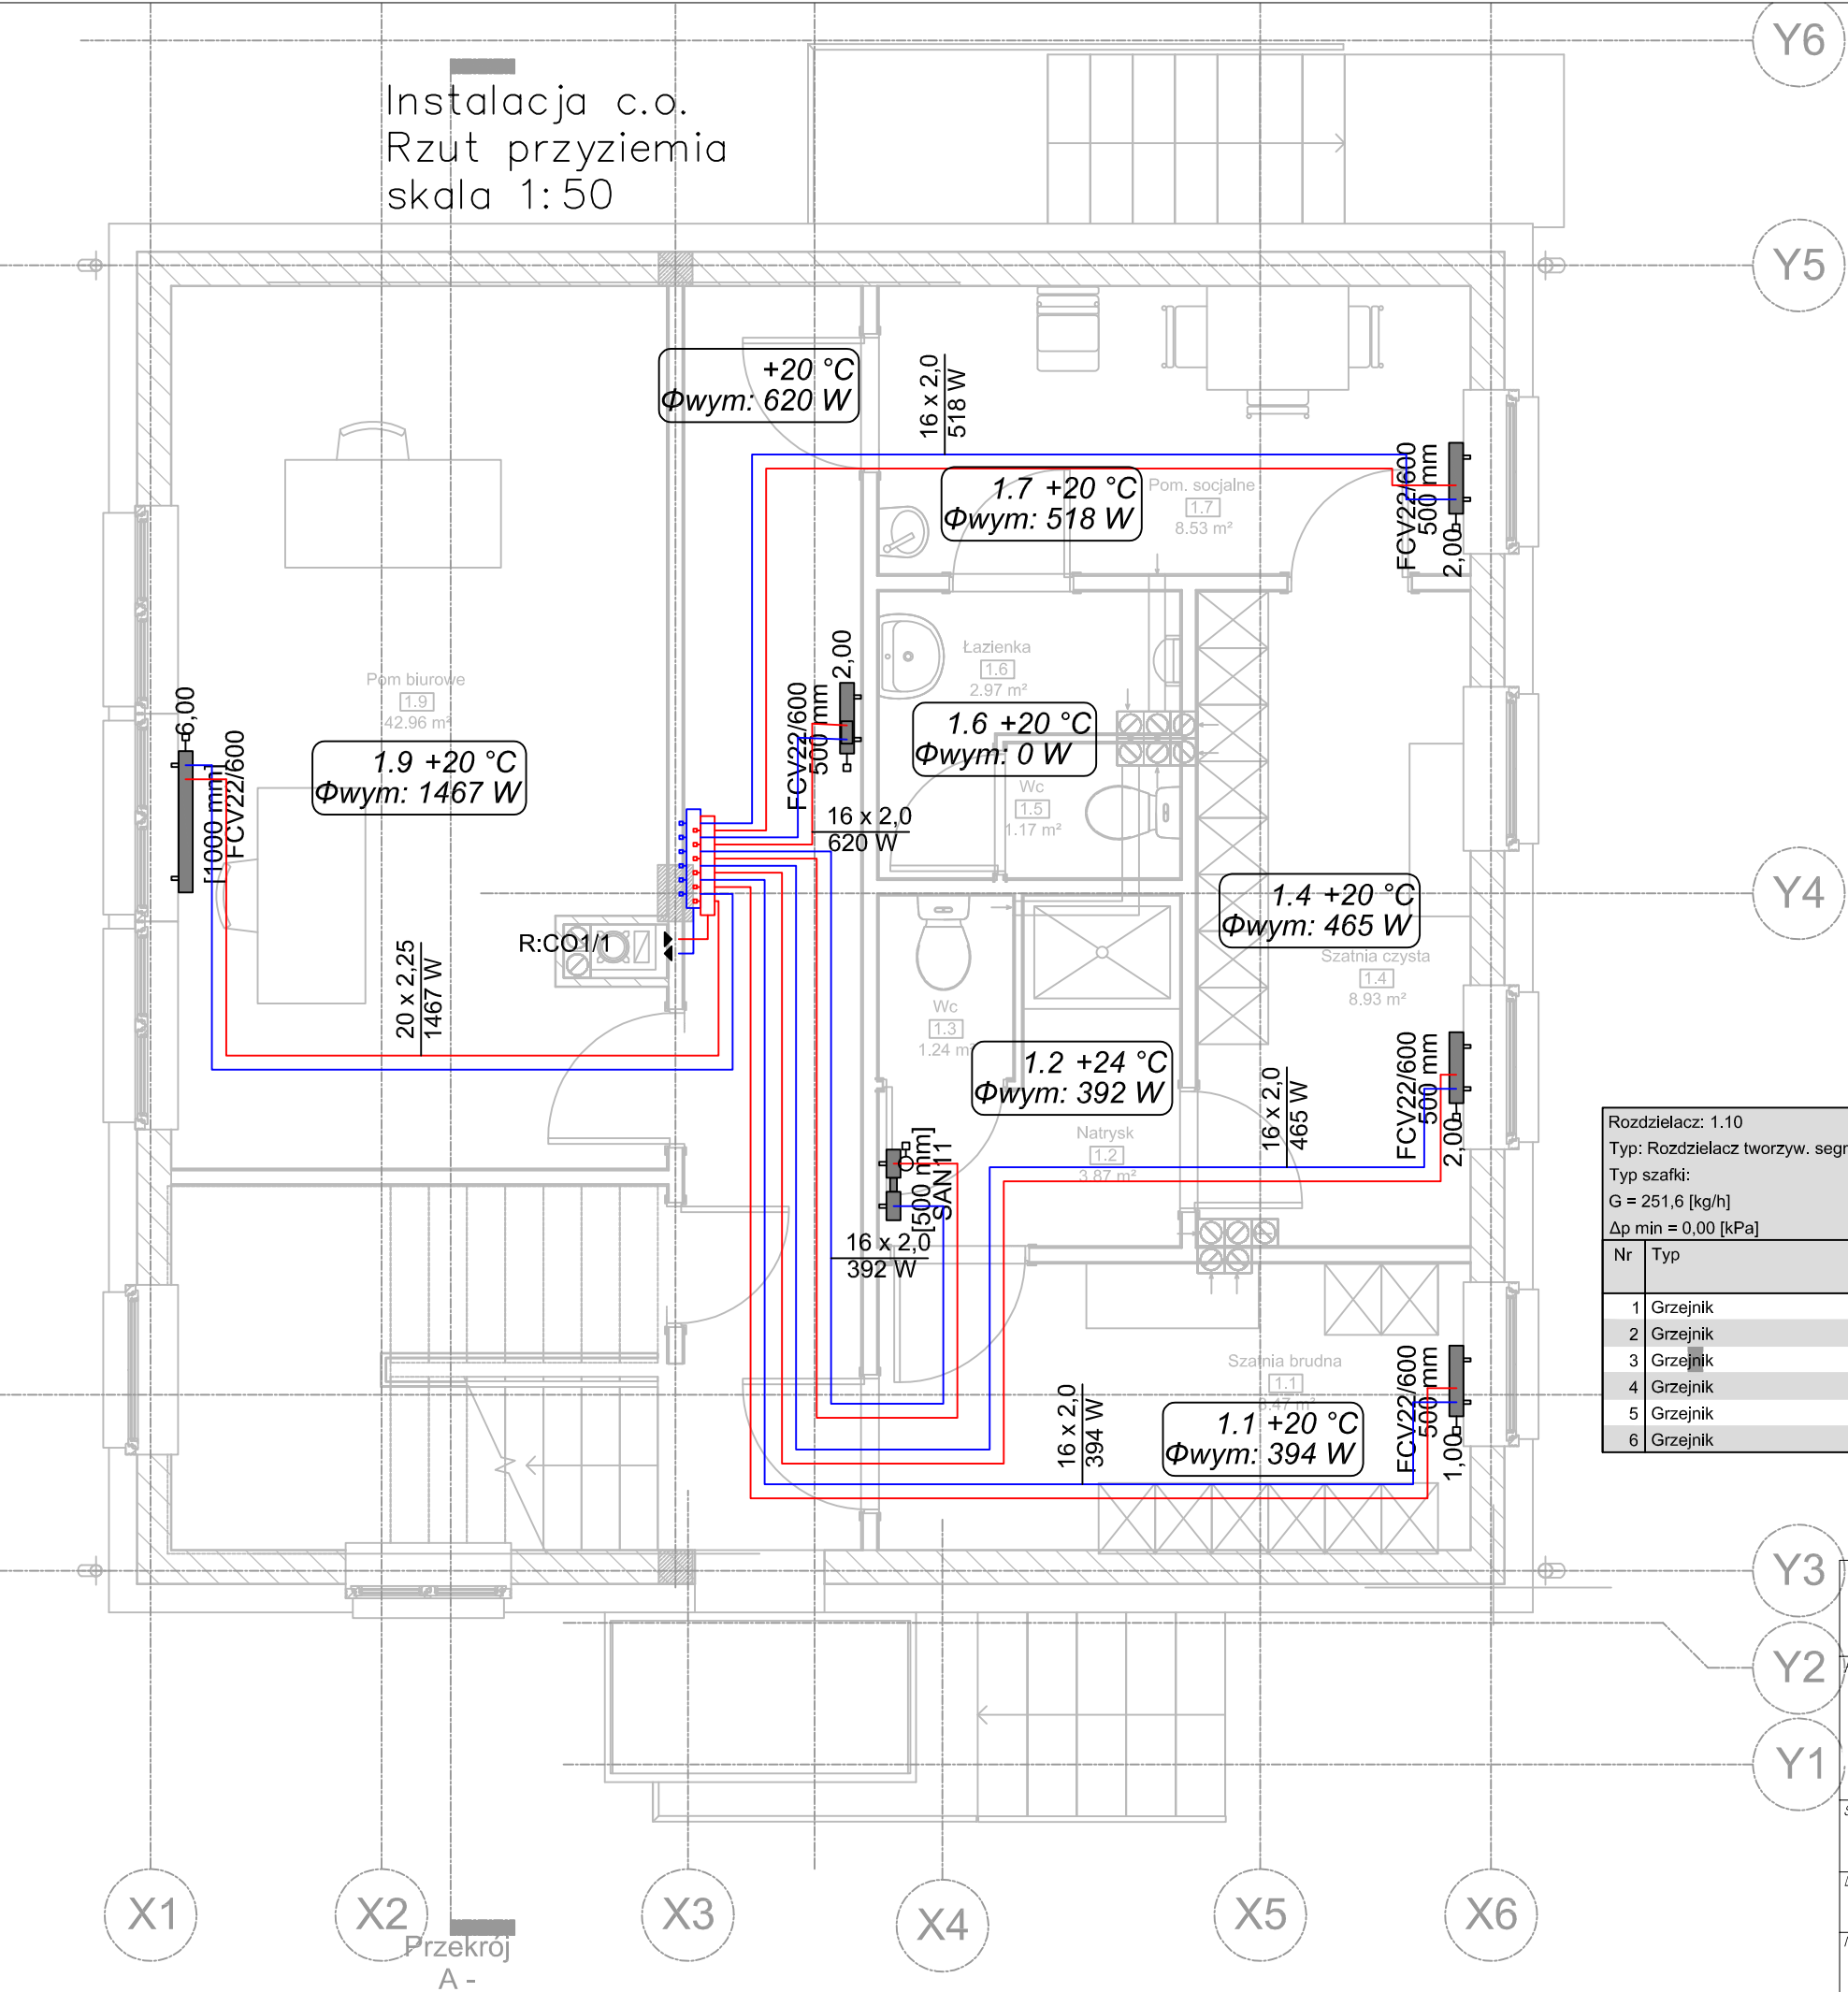 Instalacja c.o.
Rzut przyziemia
skala 1:50
Y6
Y5
+20 °C
Φwym: 620 W
16 x 2,0
518 W
1.7 +20 °C
Φwym: 518 W
Pom. socjalne
1.7
8.53 m²
FCV22/600
500 mm
2,00
Pom biurowe
1.9
42.96 m²
6,00
[1000 mm]
FCV22/600
1.9 +20 °C
Φwym: 1467 W
2,00
FCV22/600
500 mm
Łazienka
1.6
2.97 m²
1.6 +20 °C
Φwym: 0 W
Wc
1.5
1.17 m²
16 x 2,0
620 W
Y4
1.4 +20 °C
Φwym: 465 W
Szatnia czysta
1.4
8.93 m²
R:CO1/1
20 x 2,25
1467 W
Wc
1.3
1.24 m²
1.2 +24 °C
Φwym: 392 W
Natrysk
1.2
3.87 m²
16 x 2,0
465 W
FCV22/600
500 mm
2,00
[500 mm]
SAN11
16 x 2,0
392 W
Rozdzielacz: 1.10
Typ: Rozdzielacz tworzyw. segm
Typ szafki:
G = 251,6 [kg/h]
Δp min = 0,00 [kPa]
Nr Typ
1 Grzejnik
2 Grzejnik
3 Grzejnik
4 Grzejnik
5 Grzejnik
6 Grzejnik
Szatnia brudna
1.1
16 x 2,0
394 W
1.1 +20 °C
Φwym: 394 W
FCV22/600
500 mm
1,00
Y3
Y2
Y1
X1
X2
X3
X4
X5
X6
Przekrój
A -